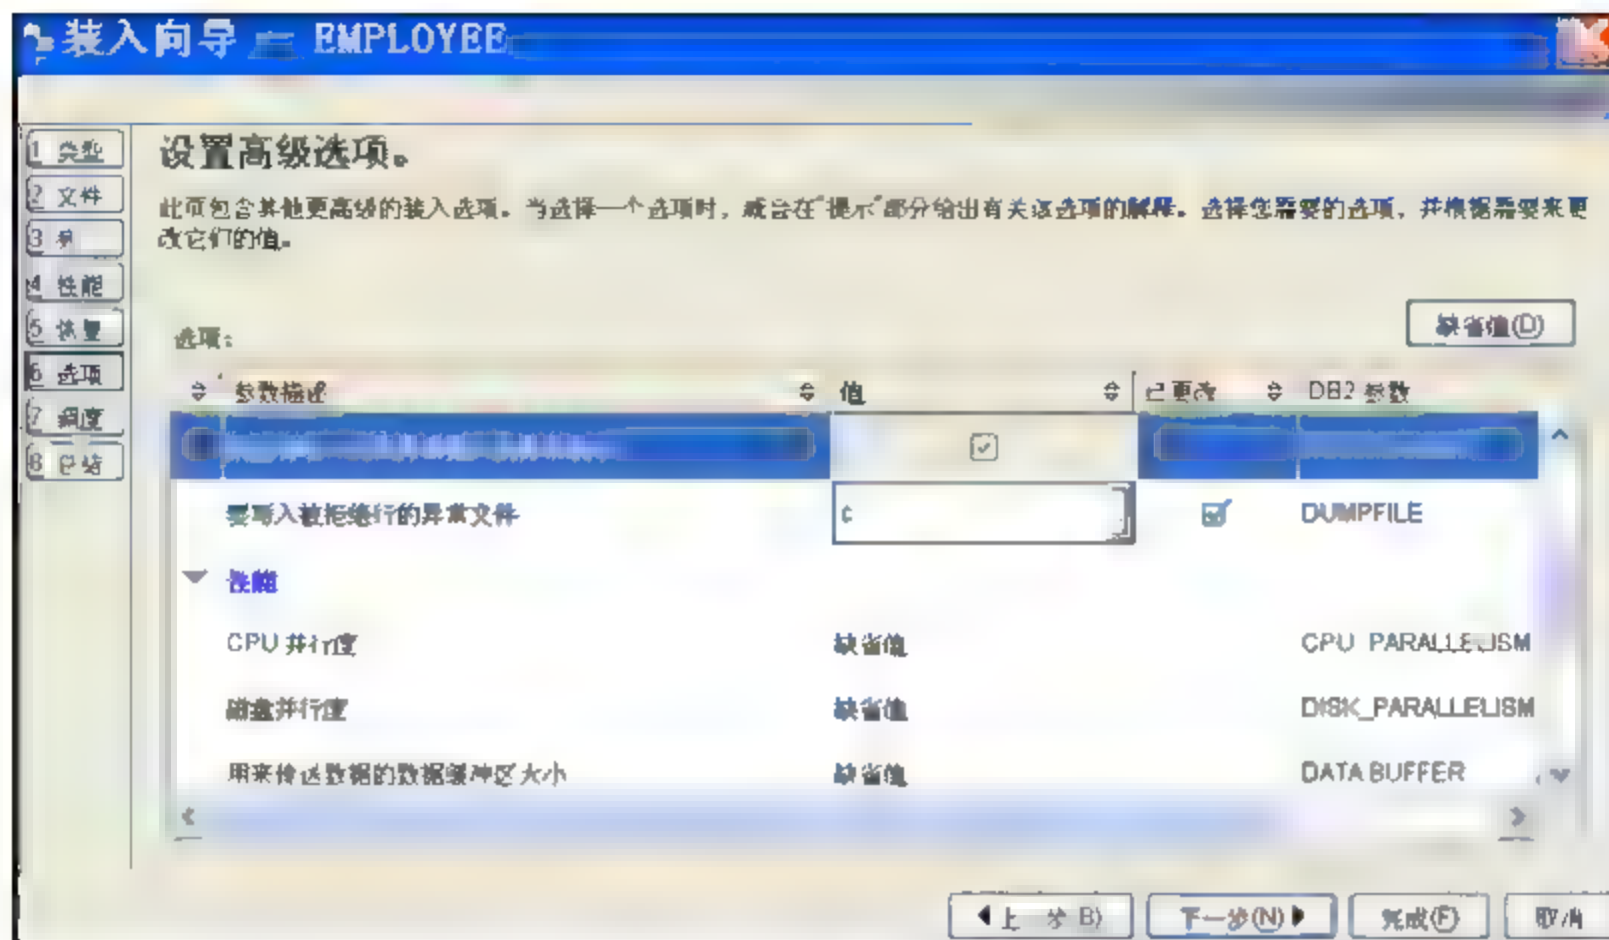 装入向导 — EMPLOYEE
1 类型
2 文件
3 列
4 性能
5 恢复
6 选项
7 调度
8 总结
设置高级选项。
此页包含其他更高级的装入选项。当选择一个选项时，就会在“提示”部分给出有关该选项的解释。选择您需要的选项，并根据需要来更
改它们的值。
缺省值(D)
选项：
参数描述 值 已更改 DB2 参数
要写入被拒绝行的异常文件 c DUMPFILE
性能
CPU 并行度 缺省值 CPU_PARALLELISM
磁盘并行度 缺省值 DISK_PARALLELISM
用来传送数据的数据缓冲区大小 缺省值 DATA BUFFER
上一步(B) 下一步(N) 完成(F) 取消